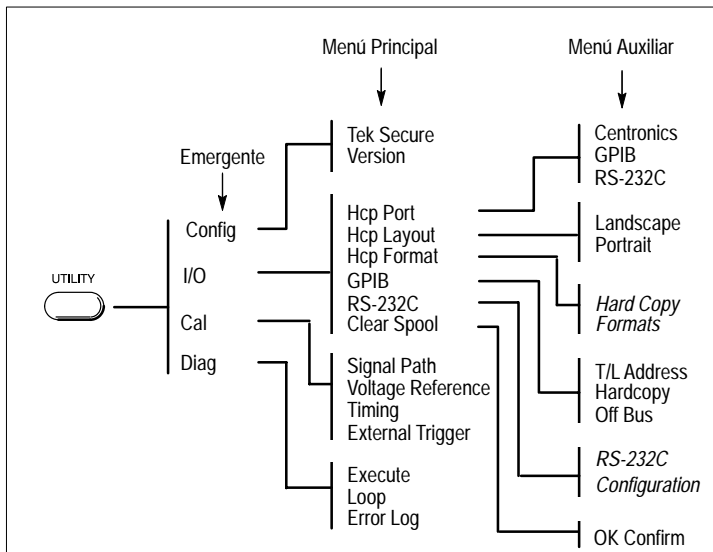 Menú Principal
Menú Auxiliar
Emergente
UTILITY
Config
I/O
Cal
Diag
Tek Secure
Version
Hcp Port
Hcp Layout
Hcp Format
GPIB
RS-232C
Clear Spool
Signal Path
Voltage Reference
Timing
External Trigger
Execute
Loop
Error Log
Centronics
GPIB
RS-232C
Landscape
Portrait
Hard Copy
Formats
T/L Address
Hardcopy
Off Bus
RS-232C
Configuration
OK Confirm